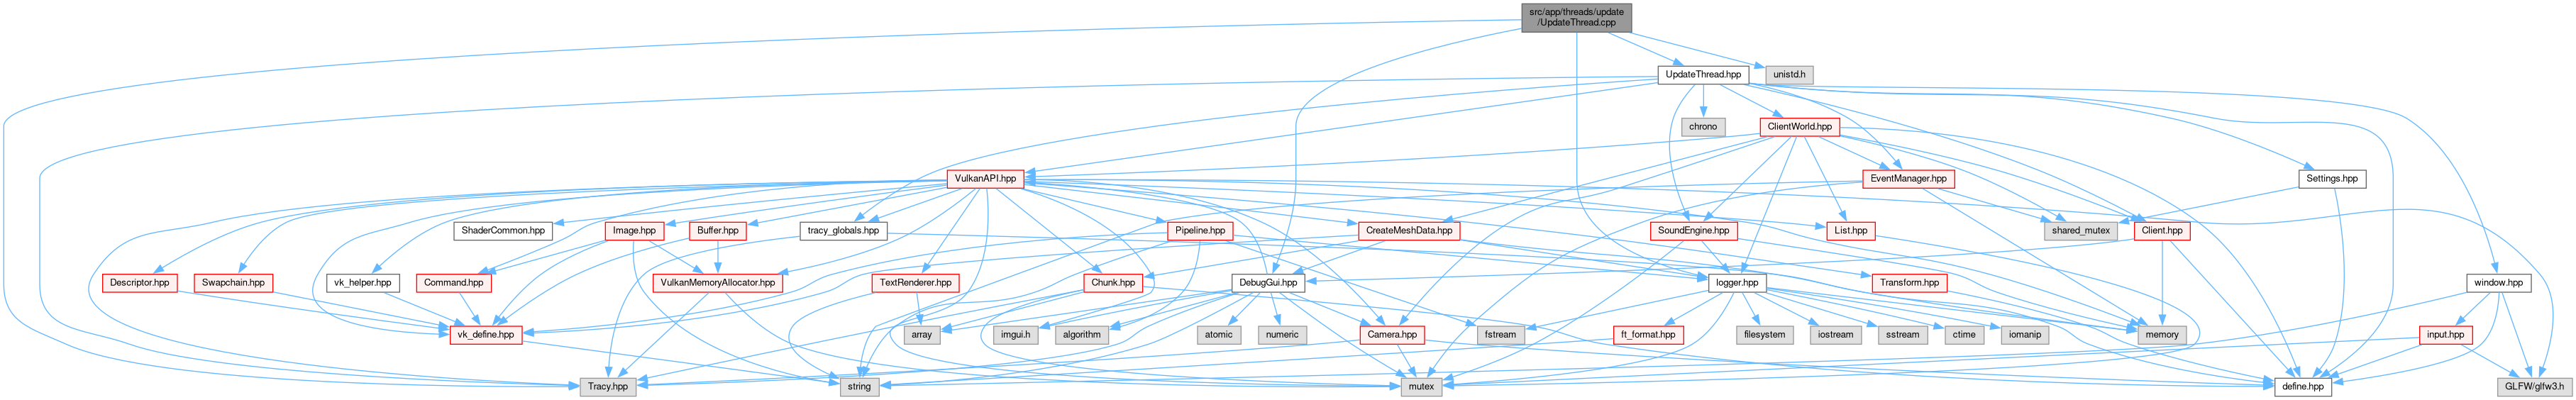 src/app/threads/update
/UpdateThread.cpp
UpdateThread.hpp
unistd.h
chrono
ClientWorld.hpp
VulkanAPI.hpp
EventManager.hpp
Settings.hpp
ShaderCommon.hpp
Image.hpp
Buffer.hpp
tracy_globals.hpp
Pipeline.hpp
CreateMeshData.hpp
SoundEngine.hpp
List.hpp
shared_mutex
Client.hpp
Descriptor.hpp
Swapchain.hpp
vk_helper.hpp
Command.hpp
VulkanMemoryAllocator.hpp
TextRenderer.hpp
Chunk.hpp
DebugGui.hpp
logger.hpp
Transform.hpp
window.hpp
vk_define.hpp
array
imgui.h
algorithm
atomic
numeric
Camera.hpp
fstream
ft_format.hpp
filesystem
iostream
sstream
ctime
iomanip
memory
input.hpp
Tracy.hpp
string
mutex
define.hpp
GLFW/glfw3.h